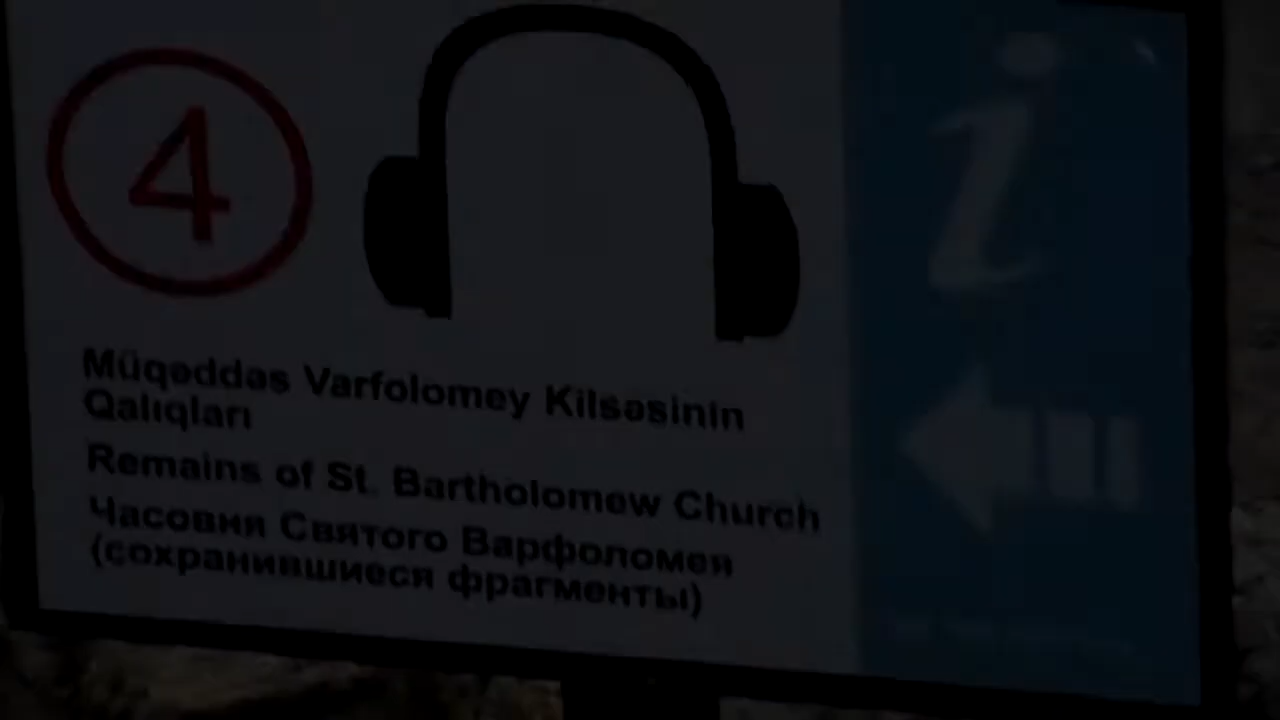 4
i
Müqəddəs Varfolomey Kilsəsinin
Qalıqları
Remains of St. Bartholomew Church
Часовня Святого Варфоломея
(сохранившиеся фрагменты)